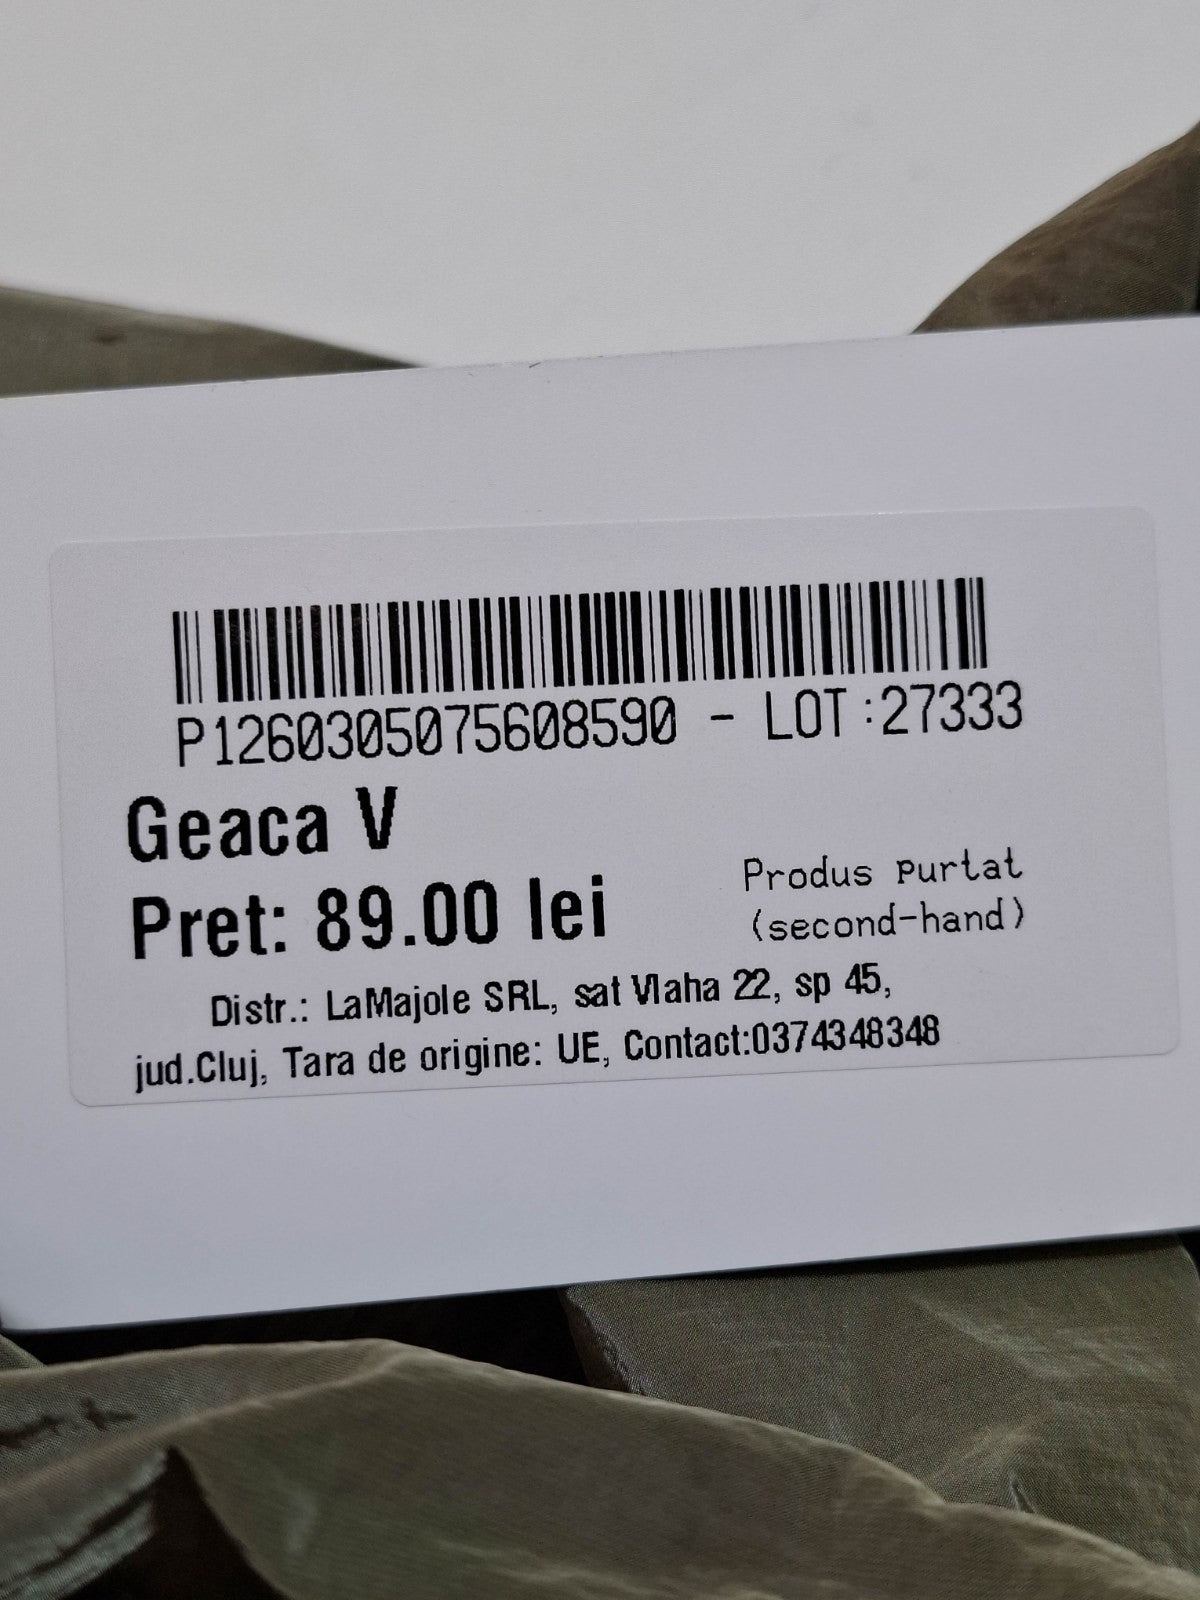 P1260305075608590 - LOT:27333
Geaca V
Pret: 89.00 lei
Produs purtat
(second-hand)
Distr.: LaMajole SRL, sat Vlaha 22, sp 45,
jud.Cluj, Tara de origine: UE, Contact:0374348348